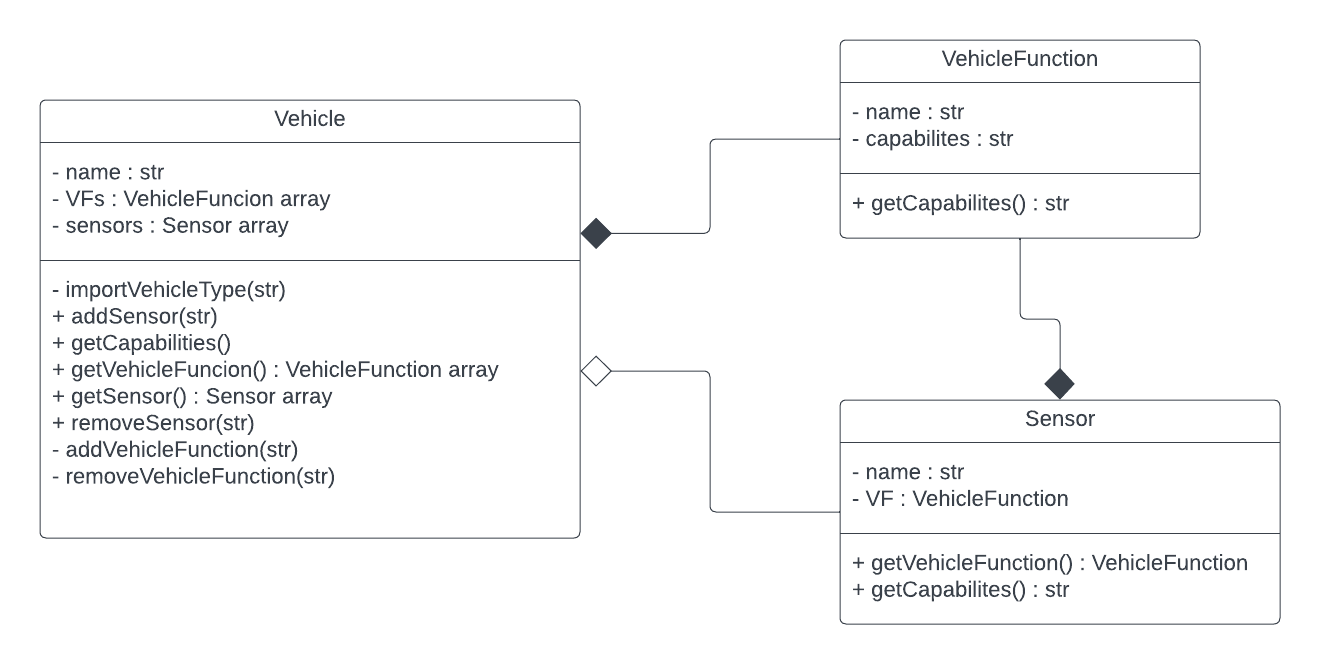 Vehicle
- name : str
- VFs : VehicleFuncion array
- sensors : Sensor array
- importVehicleType(str)
+ addSensor(str)
+ getCapabilities()
+ getVehicleFuncion() : VehicleFunction array
+ getSensor() : Sensor array
+ removeSensor(str)
- addVehicleFunction(str)
- removeVehicleFunction(str)
VehicleFunction
- name : str
- capabilites : str
+ getCapabilites() : str
Sensor
- name : str
- VF : VehicleFunction
+ getVehicleFunction() : VehicleFunction
+ getCapabilites() : str